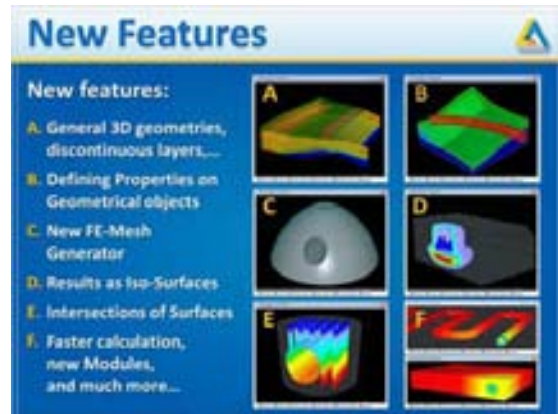 New Features
New features:
A. General 3D geometries,
discontinuous layers,...
B. Defining Properties on
Geometrical objects
C. New FE-Mesh
Generator
D. Results as Iso-Surfaces
E. Intersections of Surfaces
F. Faster calculation,
new Modules,
and much more...
A
B
C
D
E
F